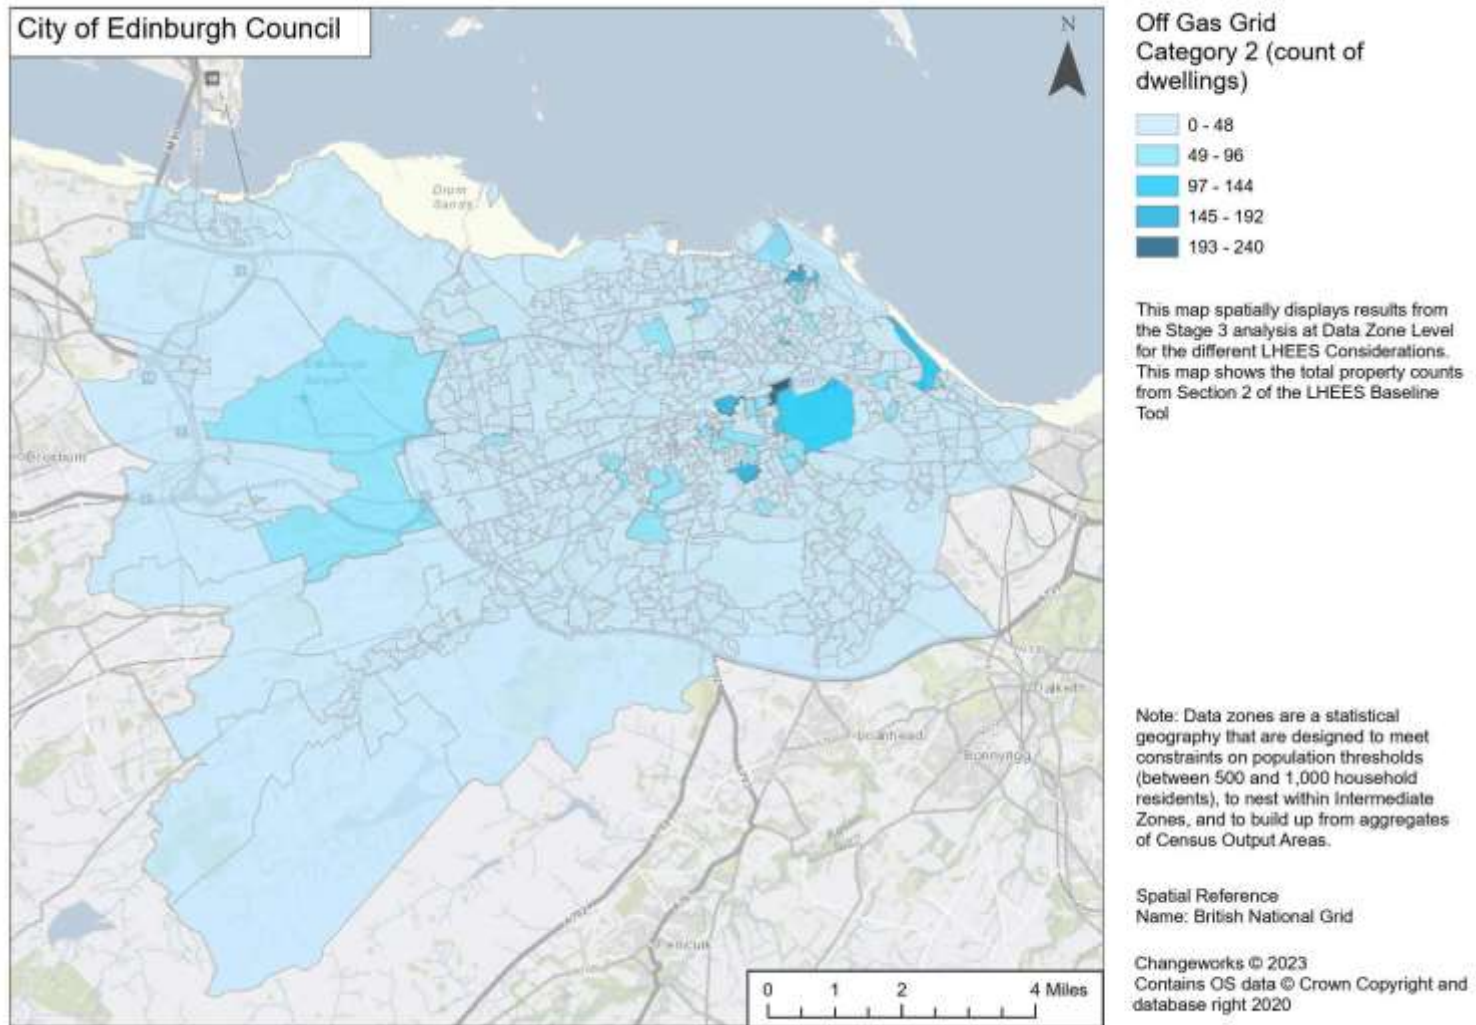 City of Edinburgh Council
N
Off Gas Grid
Category 2 (count of
dwellings)
0 - 48
49 - 96
97 - 144
145 - 192
193 - 240
This map spatially displays results from
the Stage 3 analysis at Data Zone Level
for the different LHEES Considerations.
This map shows the total property counts
from Section 2 of the LHEES Baseline
Tool
Drum
Sands
Broxburn
Bonnyrigg
Note: Data zones are a statistical
geography that are designed to meet
constraints on population thresholds
(between 500 and 1,000 household
residents), to nest within Intermediate
Zones, and to build up from aggregates
of Census Output Areas.
Spatial Reference
Name: British National Grid
Changeworks © 2023
Contains OS data © Crown Copyright and
database right 2020
0 1 2 4 Miles